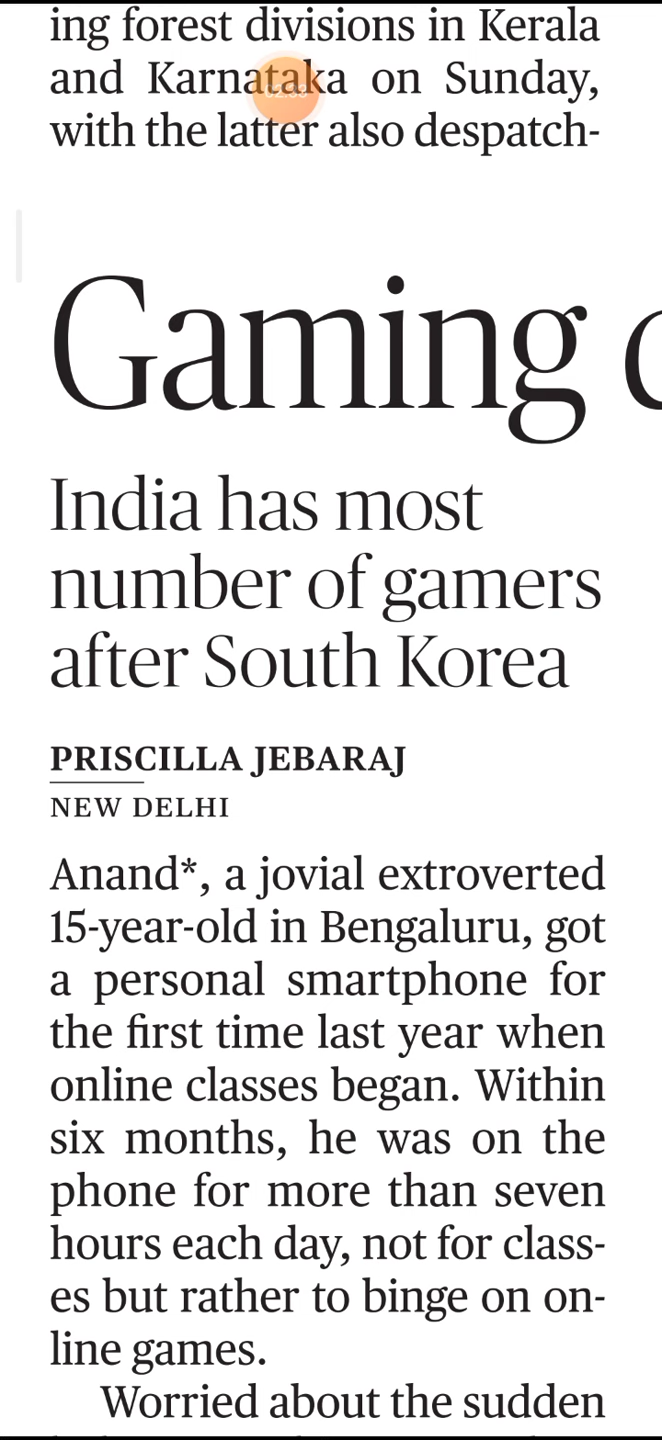 ing forest divisions in Kerala
and Karnataka on Sunday,
with the latter also despatch-
Gaming
India has most
number of gamers
after South Korea
PRISCILLA JEBARAJ
NEW DELHI
Anand*, a jovial extroverted
15-year-old in Bengaluru, got
a personal smartphone for
the first time last year when
online classes began. Within
six months, he was on the
phone for more than seven
hours each day, not for class-
es but rather to binge on on-
line games.
Worried about the sudden